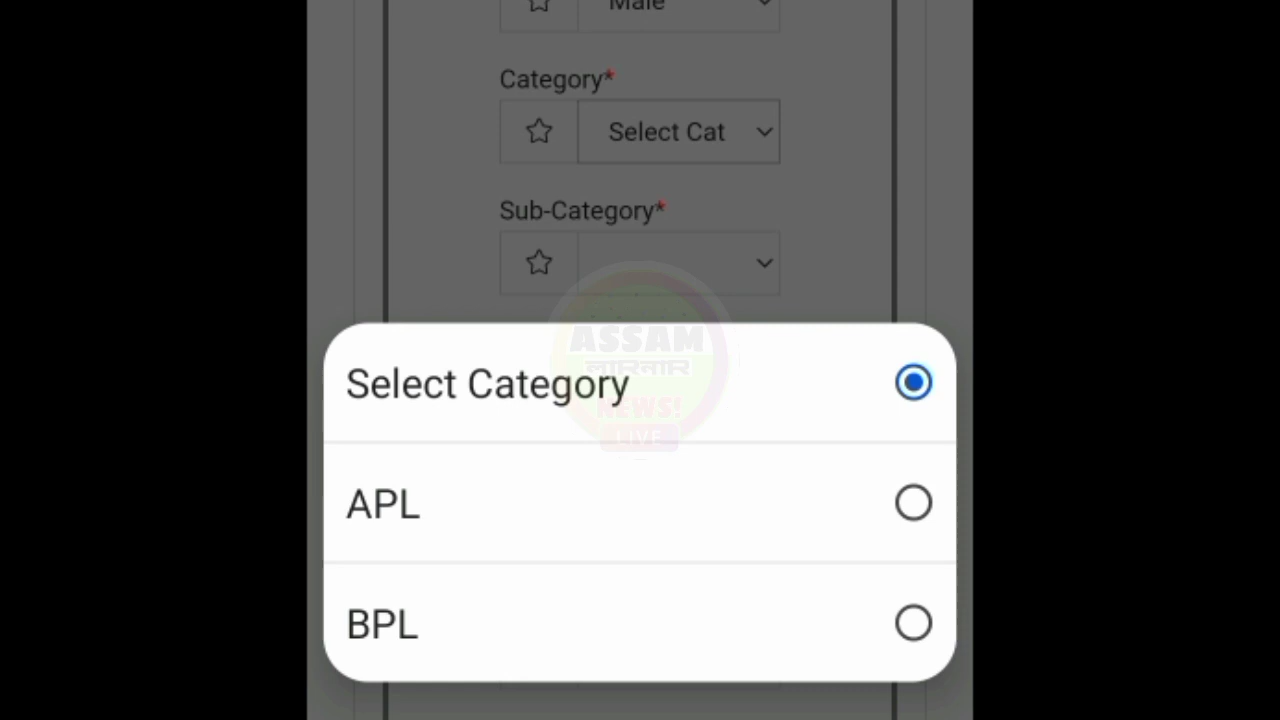 Male
Category*
Select Cat
Sub-Category*
ASSAM
NEWS!
LIVE
Select Category
APL
BPL